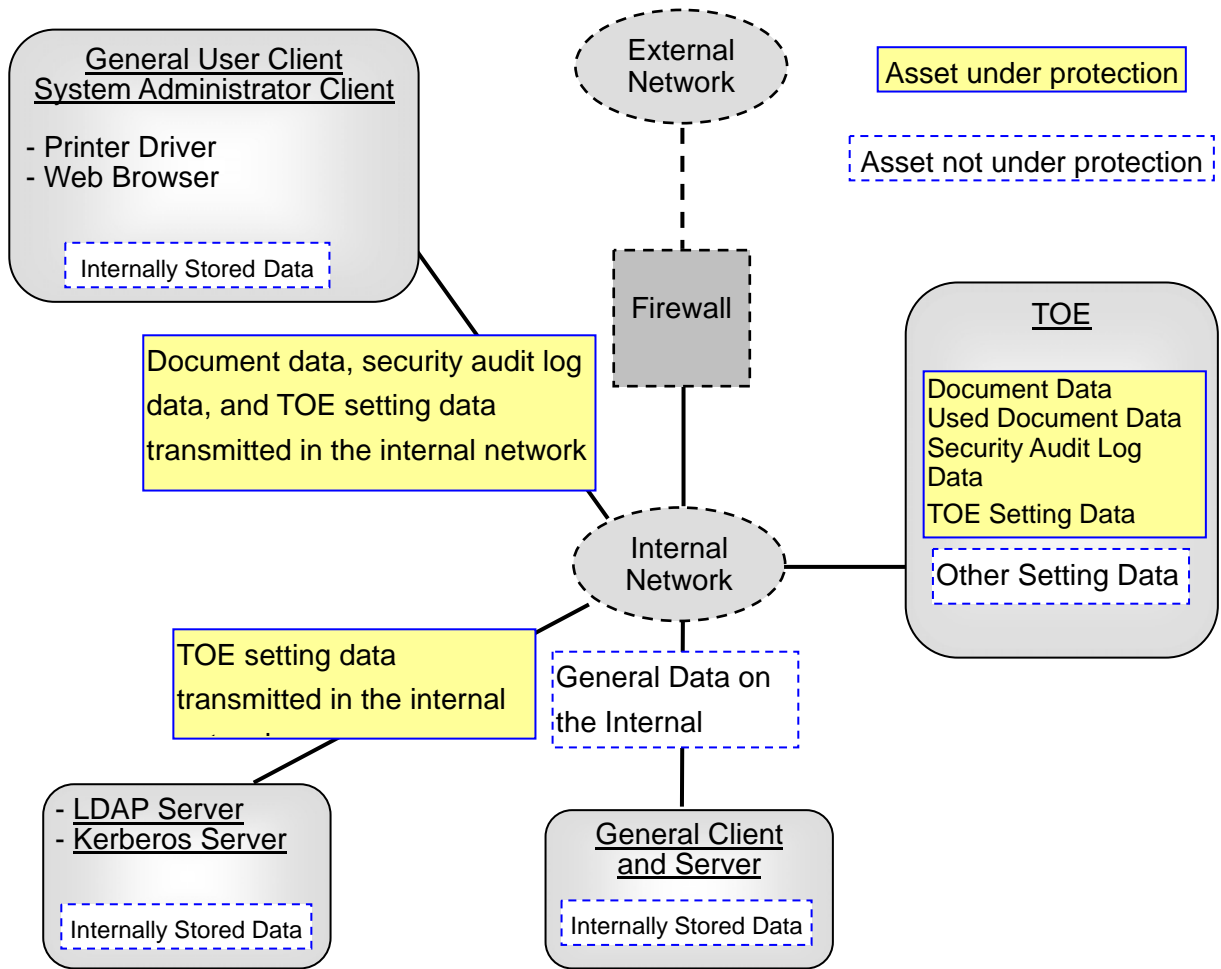 General User Client
System Administrator Client
- Printer Driver
- Web Browser
Internally Stored Data
External
Network
Asset under protection
Asset not under protection
Firewall
TOE
Document Data
Used Document Data
Security Audit Log
Data
TOE Setting Data
Other Setting Data
Document data, security audit log
data, and TOE setting data
transmitted in the internal network
Internal
Network
TOE setting data
transmitted in the internal
General Data on
the Internal
- LDAP Server
- Kerberos Server
Internally Stored Data
General Client
and Server
Internally Stored Data